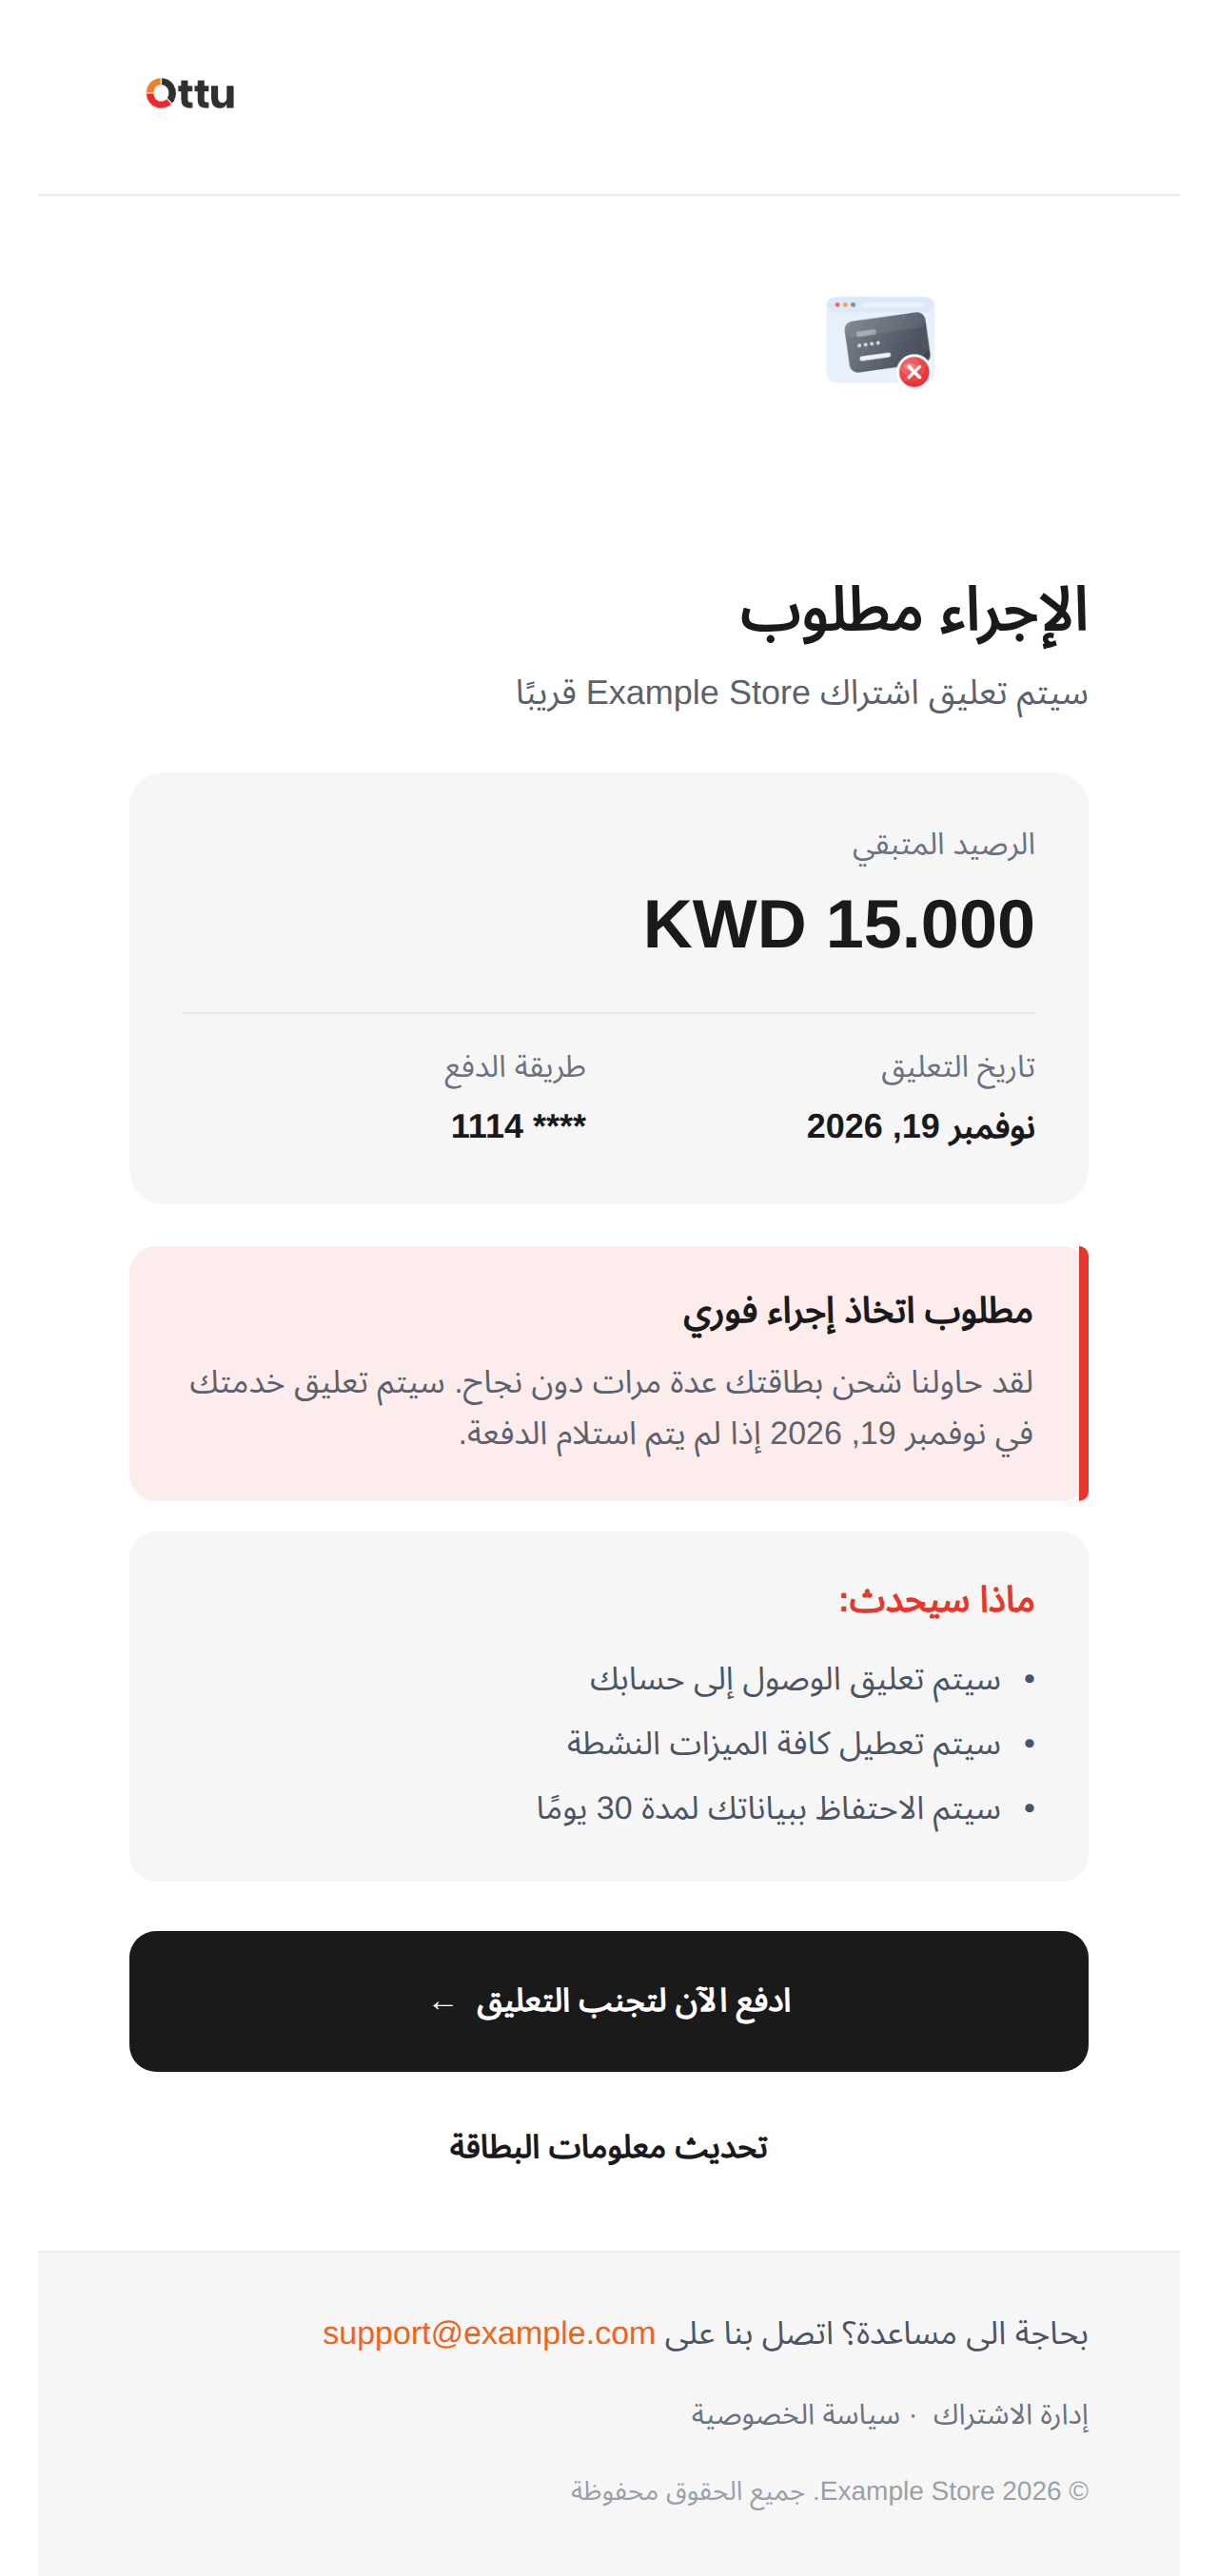 Ottu
الإجراء مطلوب
سيتم تعليق اشتراك Example Store قريبًا
الرصيد المتبقي
KWD 15.000
تاريخ التعليق
نوفمبر 19, 2026
طريقة الدفع
**** 1114
مطلوب اتخاذ إجراء فوري
لقد حاولنا شحن بطاقتك عدة مرات دون نجاح. سيتم تعليق خدمتك
في نوفمبر 19, 2026 إذا لم يتم استلام الدفعة.
ماذا سيحدث:
• سيتم تعليق الوصول إلى حسابك
• سيتم تعطيل كافة الميزات النشطة
• سيتم الاحتفاظ ببياناتك لمدة 30 يومًا
ادفع الآن لتجنب التعليق ←
تحديث معلومات البطاقة
بحاجة الى مساعدة؟ اتصل بنا على support@example.com
إدارة الاشتراك · سياسة الخصوصية
© 2026 Example Store. جميع الحقوق محفوظة